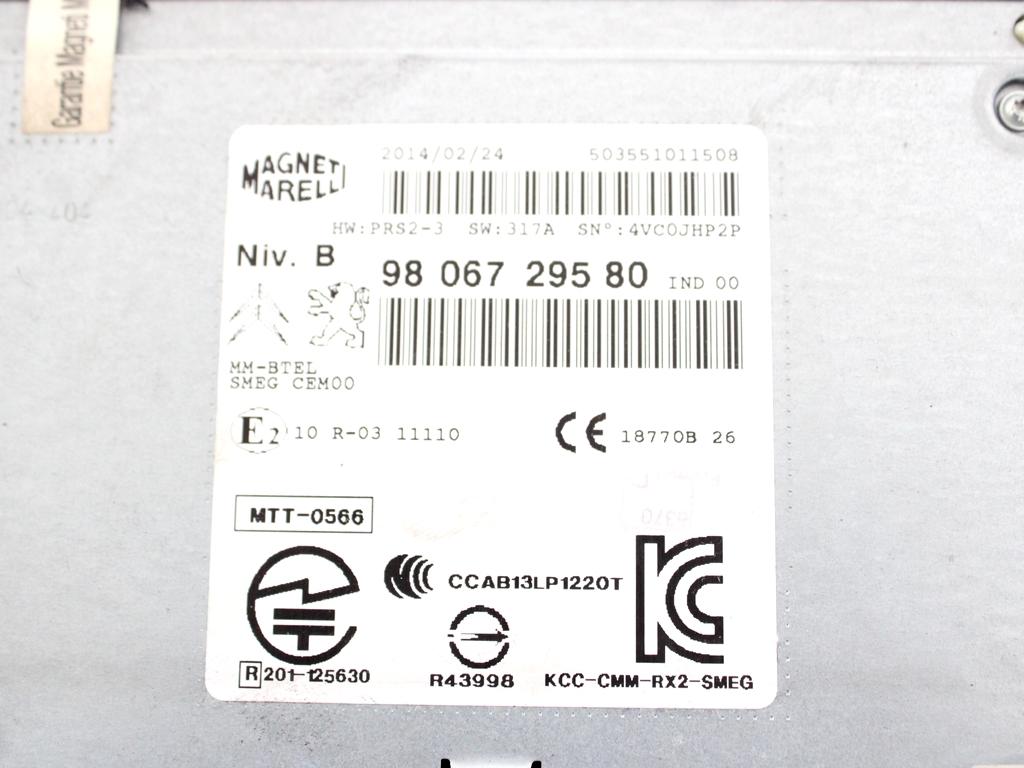 Garantie Magneti M
MAGNETI
MARELLI
2014/02/24 503551011508
HW:PRS2-3 SW:317A SN°:4VC0JHP2P
Niv. B
98 067 295 80 IND 00
MM-BTEL
SMEG CEM00
E2 10 R-03 11110
CE 18770B 26
MTT-0566
CCAB13LP1220T
KC
R 201-125630
R43998
KCC-CMM-RX2-SMEG